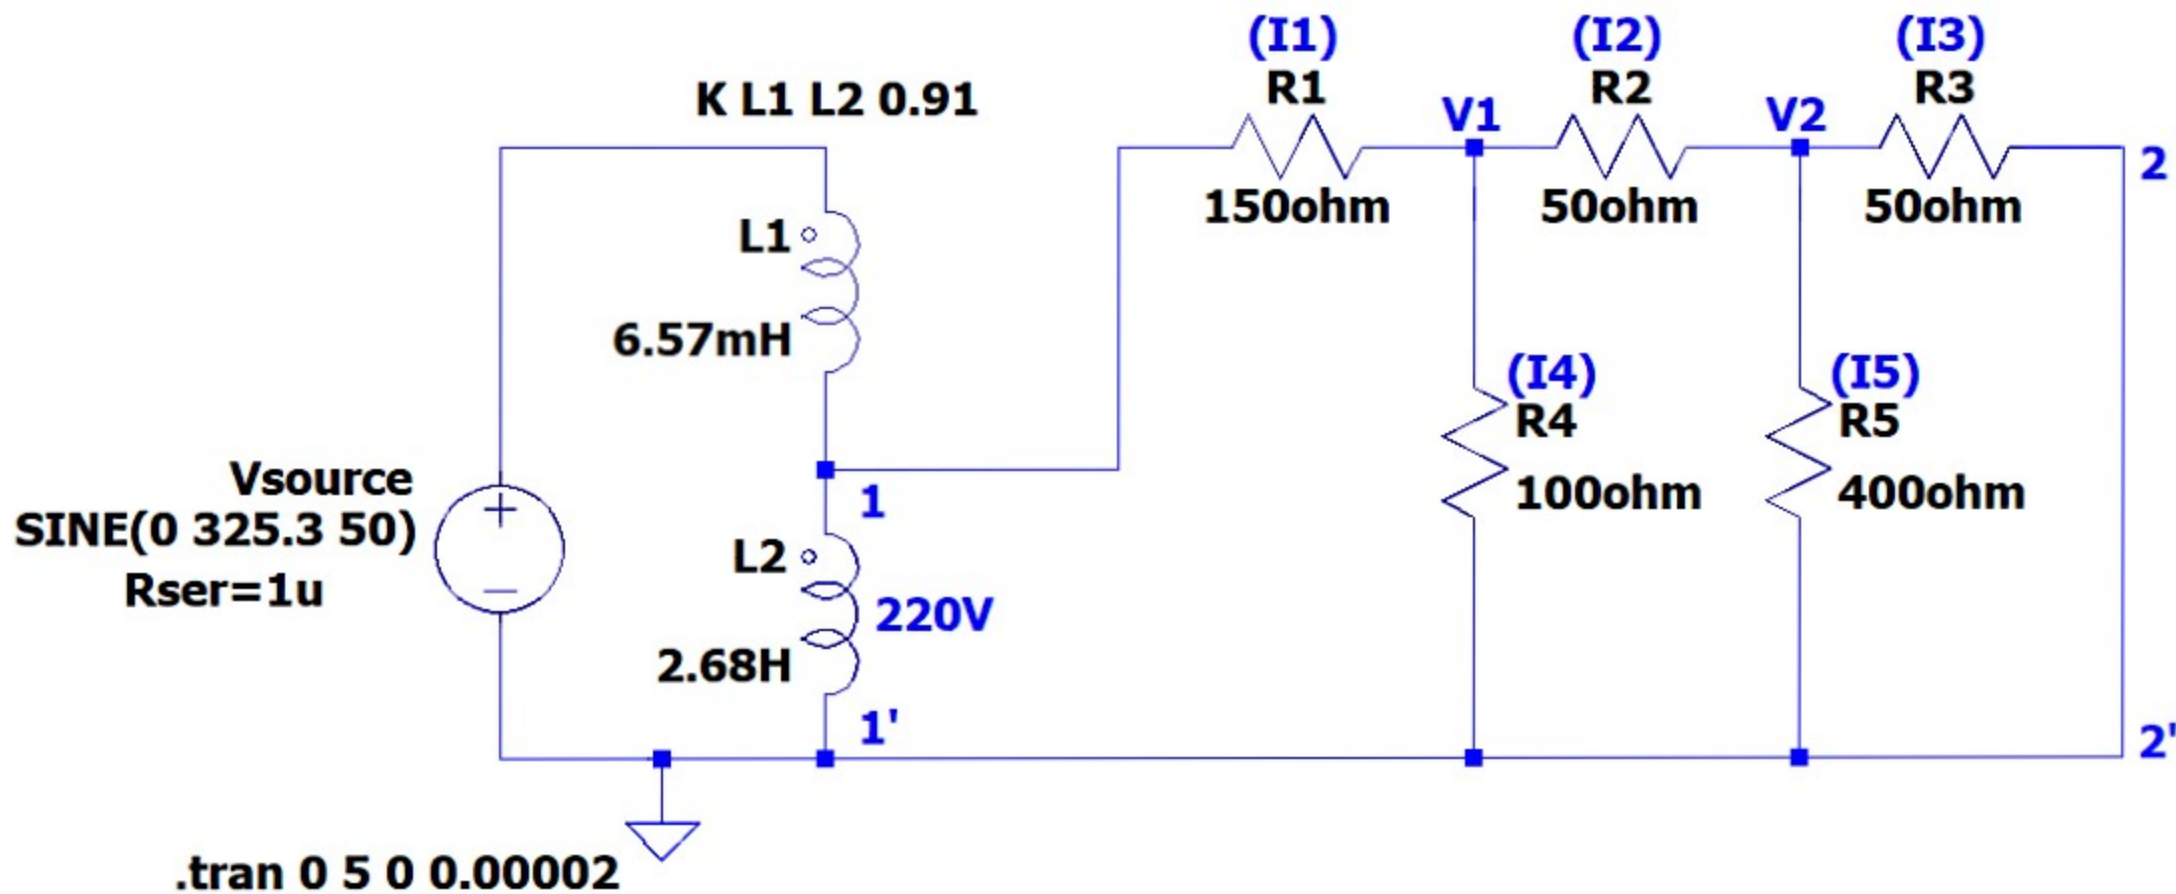 (I1)
(I2)
(I3)
K L1 L2 0.91
R1
R2
R3
V1
V2
2
150ohm
50ohm
50ohm
L1
6.57mH
(I4)
(I5)
R4
R5
Vsource
SINE(0 325.3 50)
Rser=1u
+
−
1
100ohm
400ohm
L2
220V
2.68H
1'
2'
.tran 0 5 0 0.00002